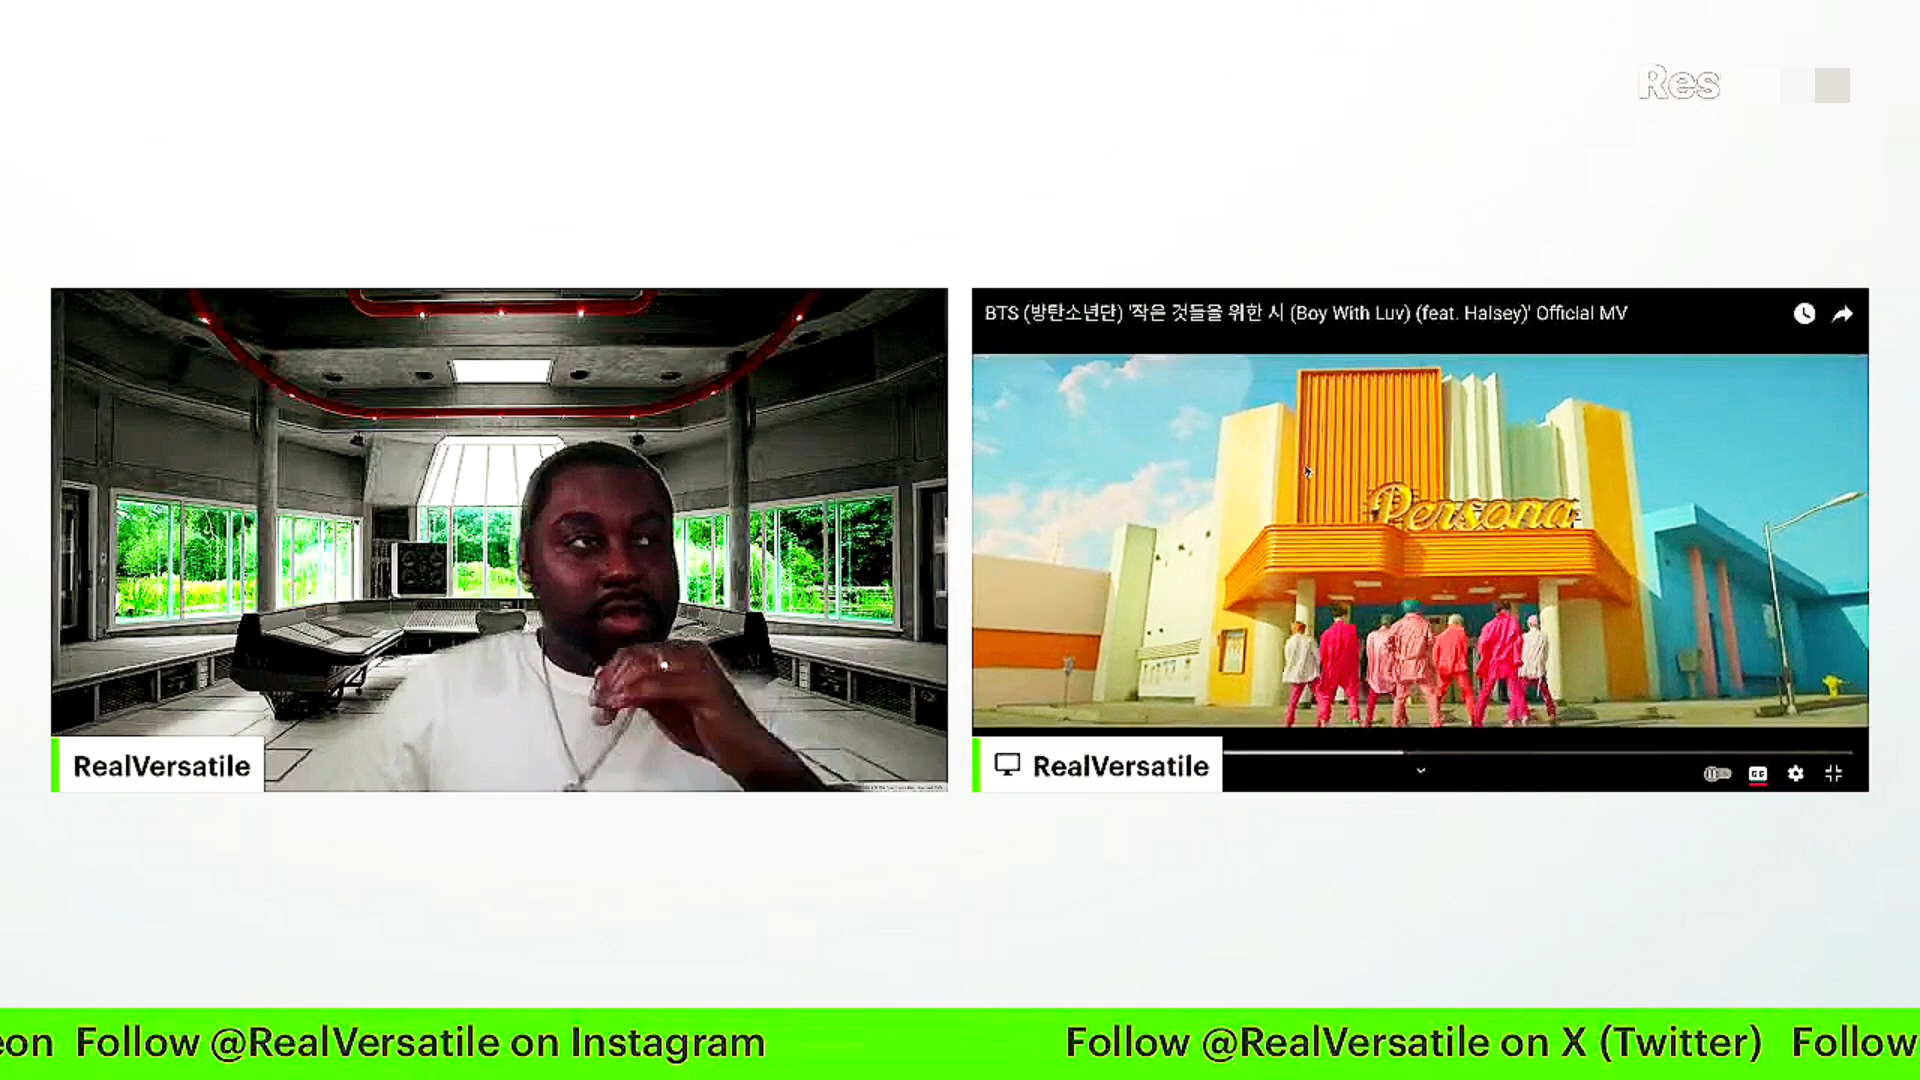 Res
BTS (방탄소년단) '작은 것들을 위한 시 (Boy With Luv) (feat. Halsey)' Official MV
Persona
RealVersatile
RealVersatile
eon Follow @RealVersatile on Instagram Follow @RealVersatile on X (Twitter) Follow